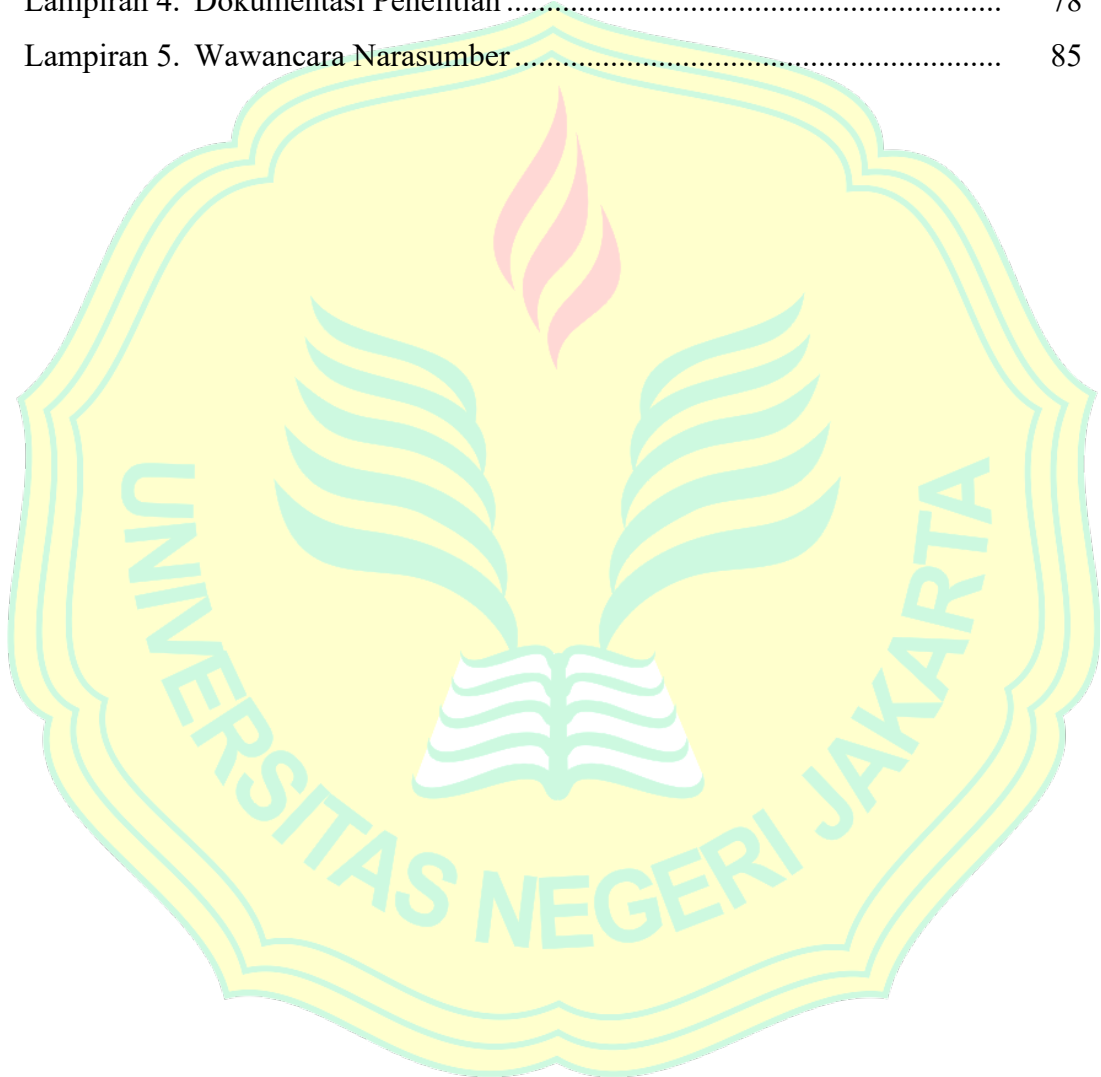 Lampiran 4. Dokumentasi Penelitian ............................................................. 78
Lampiran 5. Wawancara Narasumber ............................................................ 85
UNIVERSITAS NEGERI JAKARTA